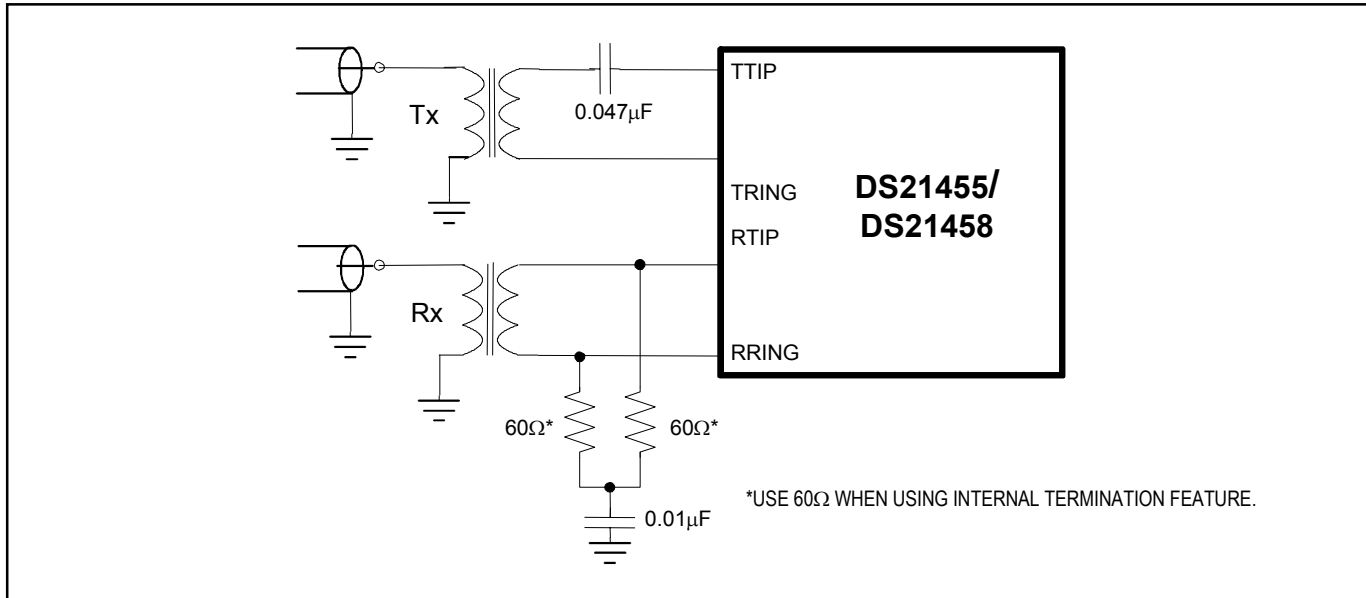 TTIP
0.047μF
Tx
TRING
DS21455/
DS21458
RTIP
Rx
RRING
60Ω*
60Ω*
*USE 60Ω WHEN USING INTERNAL TERMINATION FEATURE.
0.01μF